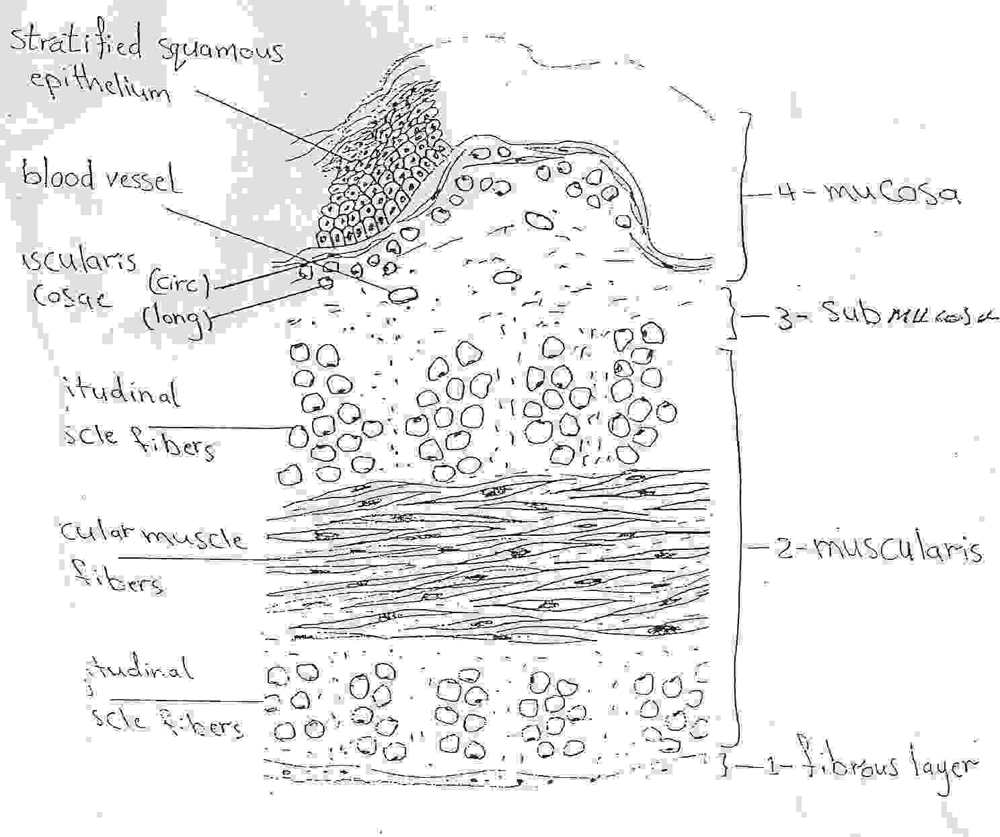 stratified squamous
epithelium
blood vessel
iscularis
cosae
(circ)
(long)
itudinal
scle fibers
cular muscle
fibers
itudinal
scle fibers
4-mucosa
3-submucosa
2-muscularis
1-fibrous layer